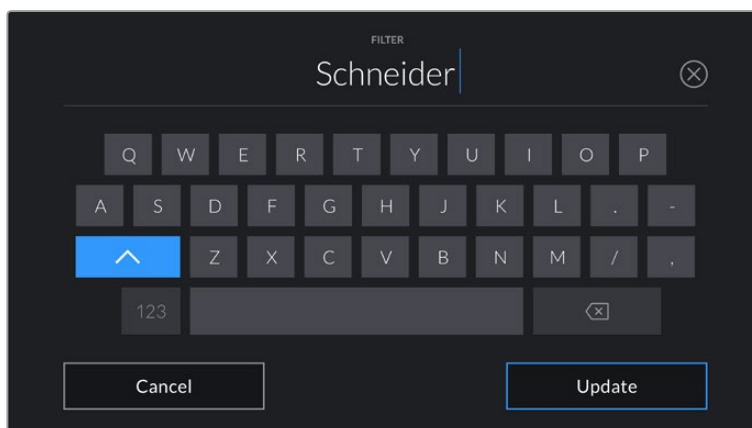 FILTER
Schneider
Q W E R T Y U I O P
A S D F G H J K L . -
Z X C V B N M / ,
123
Cancel Update